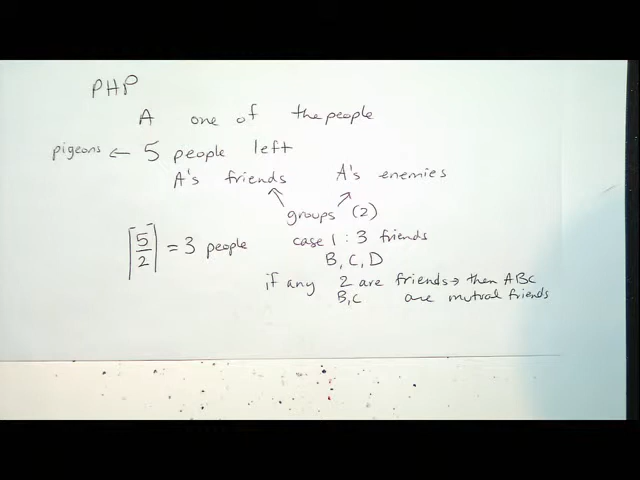 PHP
A one of the people
pigeons ← 5 people left
A's friends A's enemies
groups (2)
⌈5/2⌉ = 3 people
case 1 : 3 friends
B, C, D
if any 2 are friends → then ABC
B,C are mutual friends